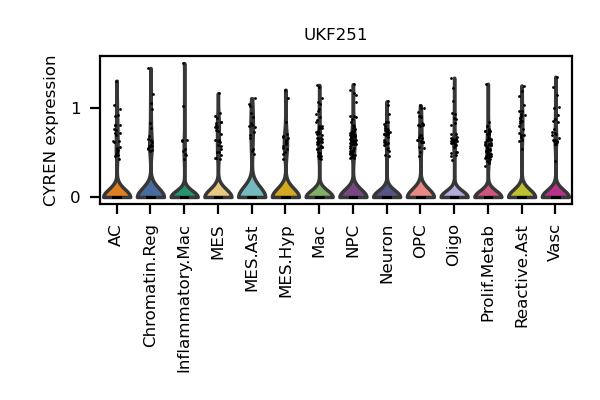 UKF251
CYREN expression
1
0
AC
Chromatin.Reg
Inflammatory.Mac
MES
MES.Ast
MES.Hyp
Mac
NPC
Neuron
OPC
Oligo
Prolif.Metab
Reactive.Ast
Vasc